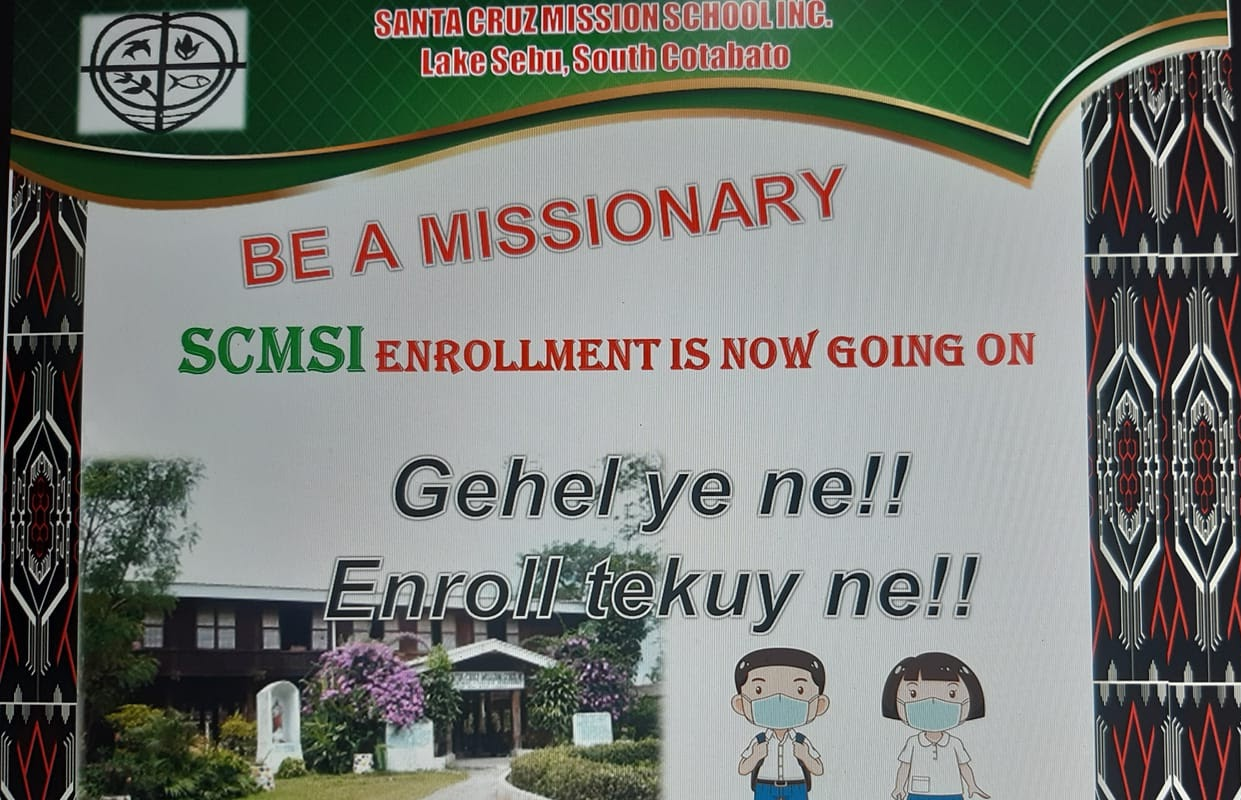 SANTA CRUZ MISSION SCHOOL INC.
Lake Sebu, South Cotabato
BE A MISSIONARY
SCMSI ENROLLMENT IS NOW GOING ON
Gehel ye ne!!
Enroll tekuy ne!!